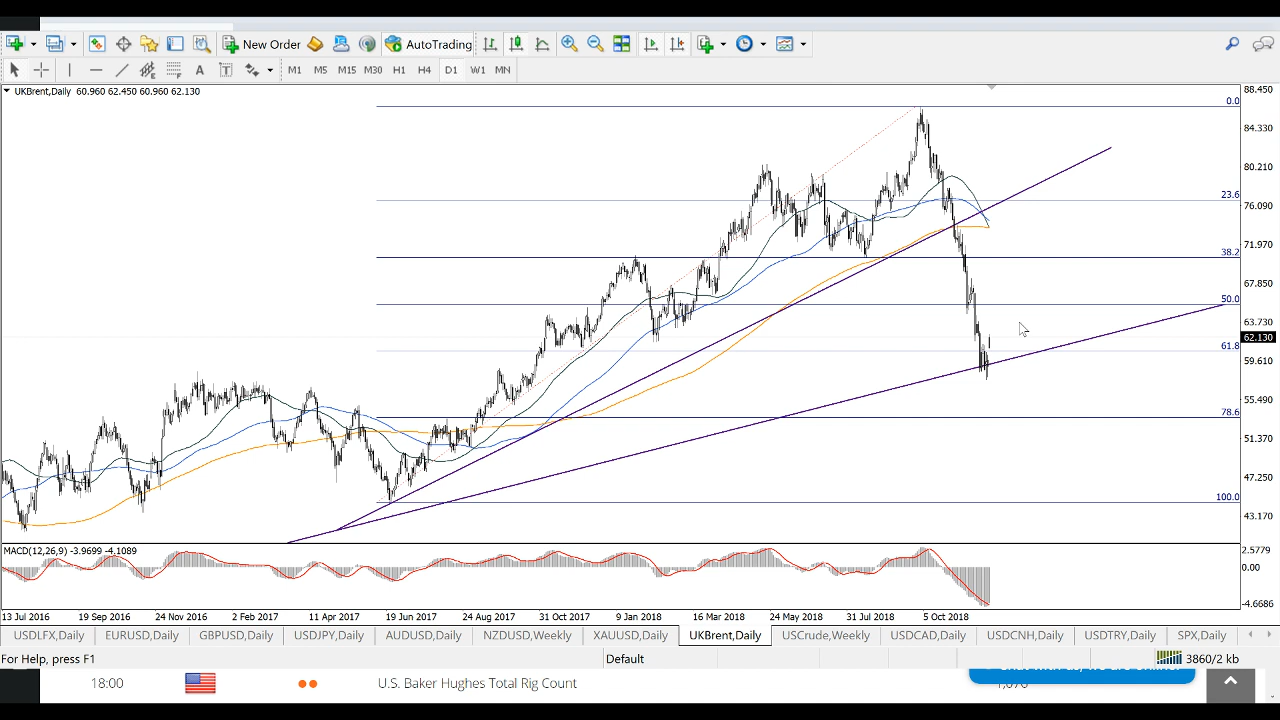 New Order AutoTrading
A T M1 M5 M15 M30 H1 H4 D1 W1 MN
UKBrent,Daily 60.960 62.450 60.960 62.130
88.450
84.330
80.210
76.090
71.970
67.850
63.730
62.130
59.610
55.490
51.370
47.250
43.170
0.0
23.6
38.2
50.0
61.8
78.6
100.0
MACD(12,26,9) -3.9699 -4.1089
2.5779
0.00
-4.6686
13 Jul 2016 19 Sep 2016 24 Nov 2016 2 Feb 2017 11 Apr 2017 19 Jun 2017 24 Aug 2017 31 Oct 2017 9 Jan 2018 16 Mar 2018 24 May 2018 31 Jul 2018 5 Oct 2018
USDLFX,Daily EURUSD,Daily GBPUSD,Daily USDJPY,Daily AUDUSD,Daily NZDUSD,Weekly XAUUSD,Daily UKBrent,Daily USCrude,Weekly USDCAD,Daily USDCNH,Daily USDTRY,Daily SPX,Daily
For Help, press F1 Default 3860/2 kb
18:00 U.S. Baker Hughes Total Rig Count